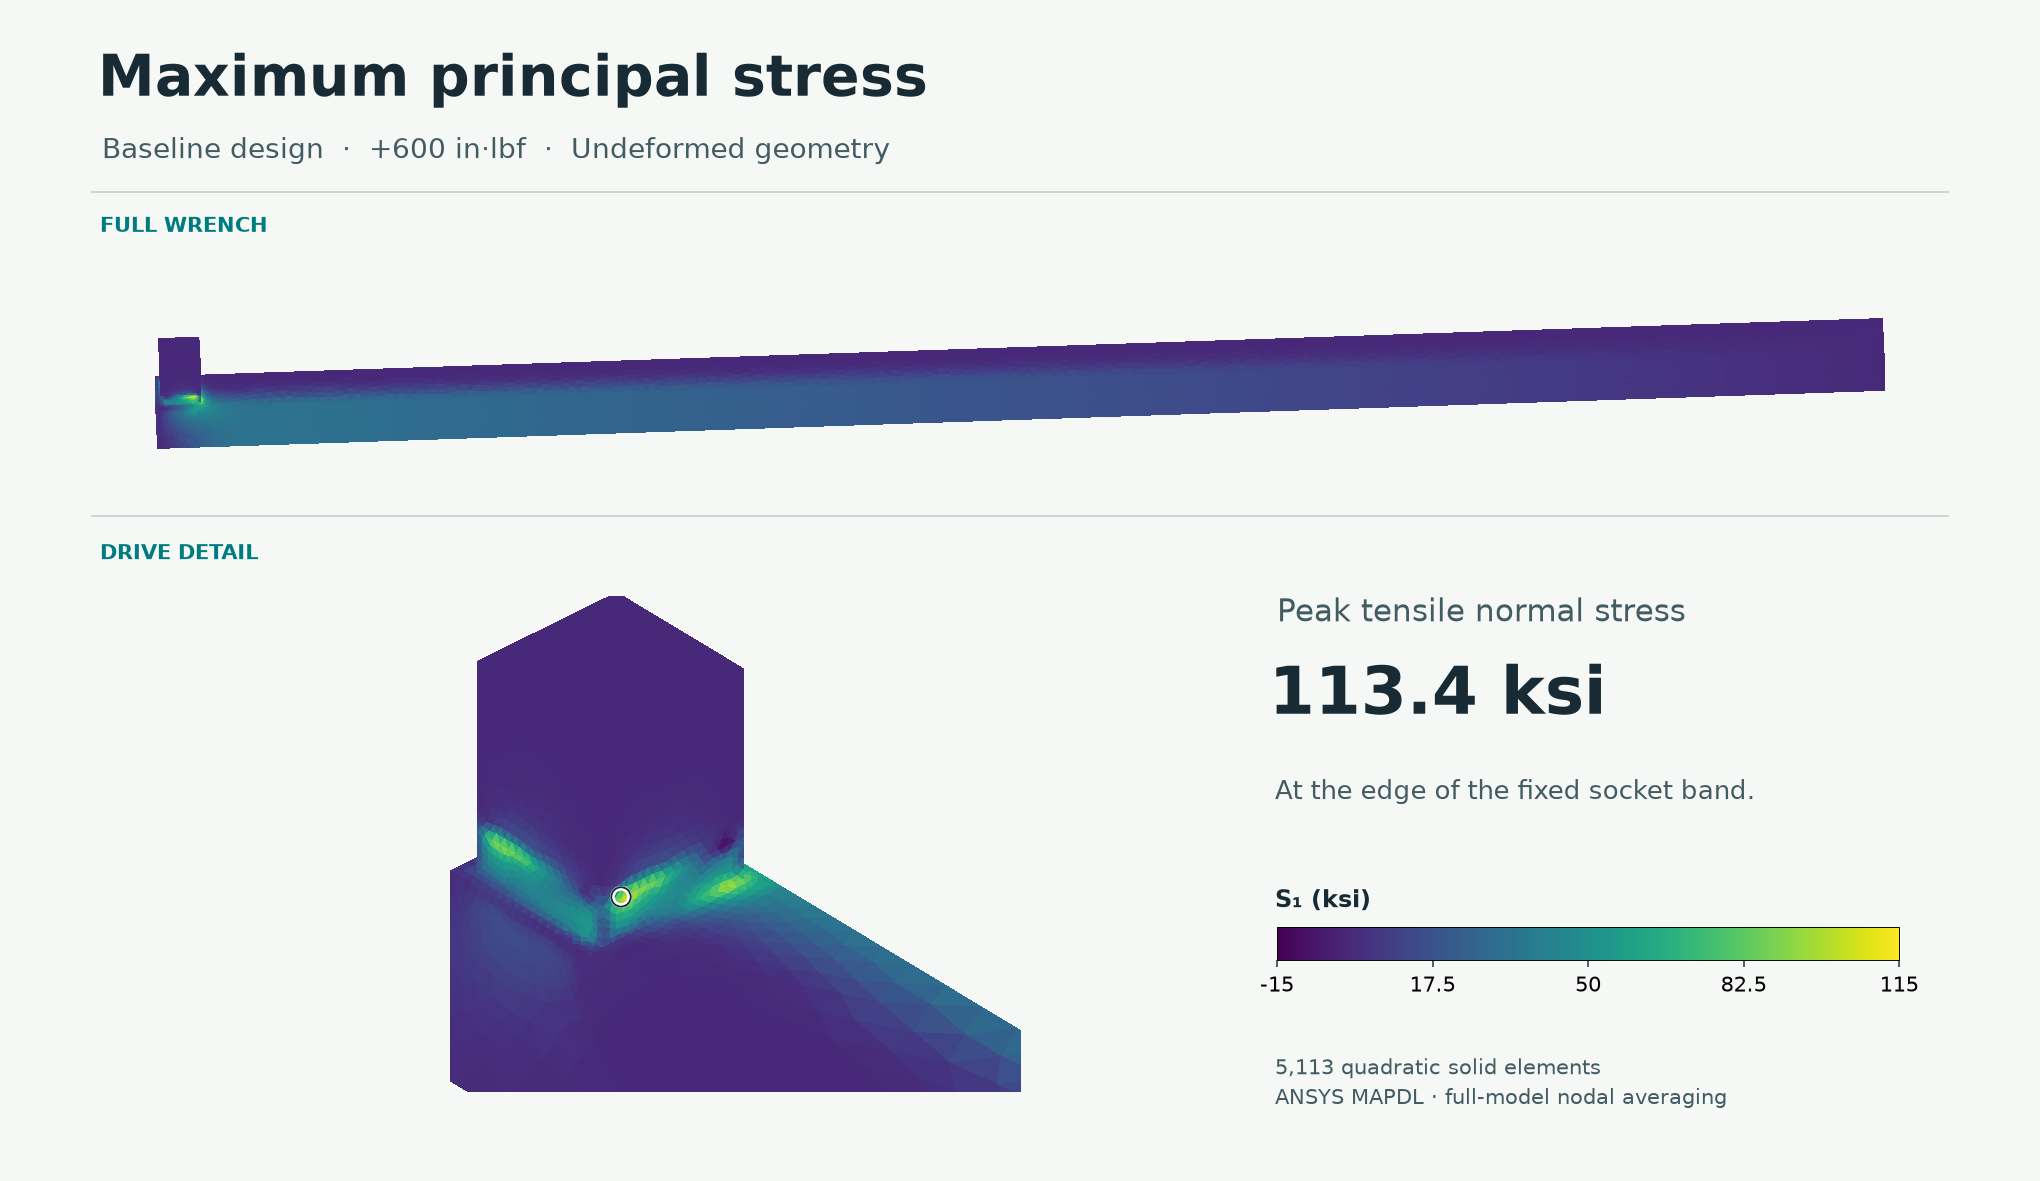 Maximum principal stress
Baseline design · +600 in·lbf · Undeformed geometry
FULL WRENCH
DRIVE DETAIL
Peak tensile normal stress
113.4 ksi
At the edge of the fixed socket band.
S₁ (ksi)
-15 17.5 50 82.5 115
5,113 quadratic solid elements
ANSYS MAPDL · full-model nodal averaging